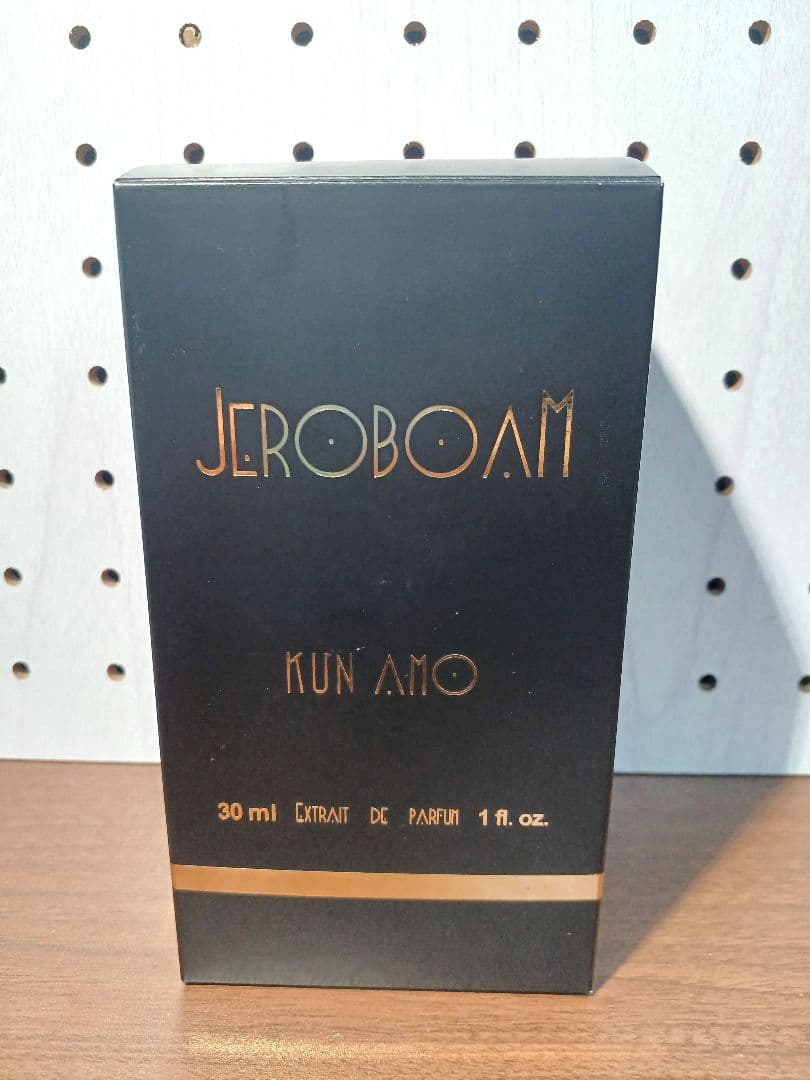 JEROBOAM
KUN AMO
30 ml EXTRAIT DE PARFUM 1 fl. oz.